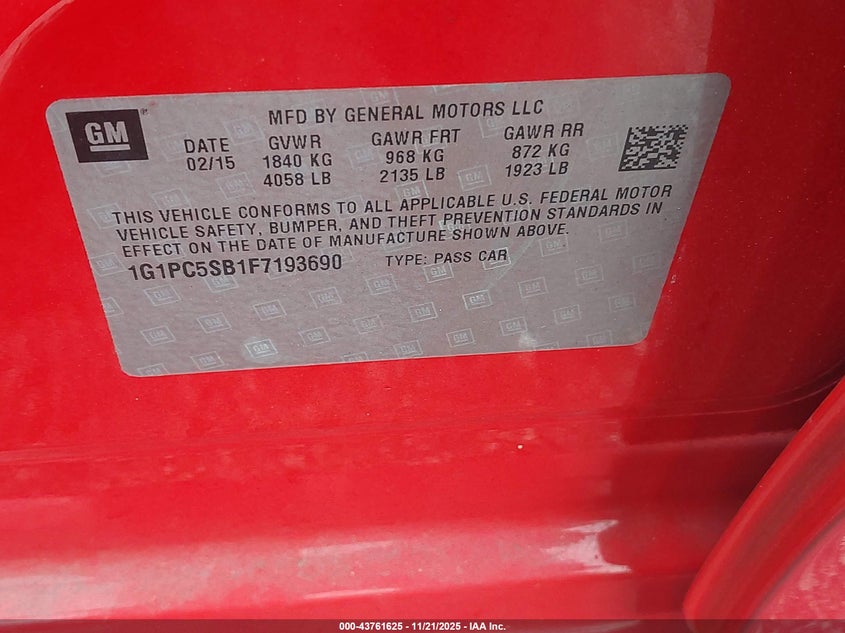 GM
®
MFD BY GENERAL MOTORS LLC
DATE GVWR GAWR FRT GAWR RR
02/15 1840 KG 968 KG 872 KG
4058 LB 2135 LB 1923 LB
THIS VEHICLE CONFORMS TO ALL APPLICABLE U.S. FEDERAL MOTOR
VEHICLE SAFETY, BUMPER, AND THEFT PREVENTION STANDARDS IN
EFFECT ON THE DATE OF MANUFACTURE SHOWN ABOVE.
1G1PC5SB1F7193690 TYPE: PASS CAR
000-43761625 - 11/21/2025 - IAA Inc.